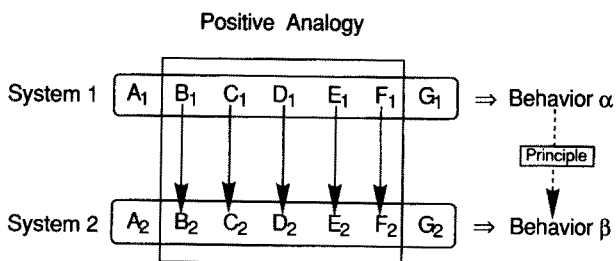 Positive Analogy
System 1 A₁ B₁ C₁ D₁ E₁ F₁ G₁ ⇒ Behavior α
Principle
System 2 A₂ B₂ C₂ D₂ E₂ F₂ G₂ ⇒ Behavior β